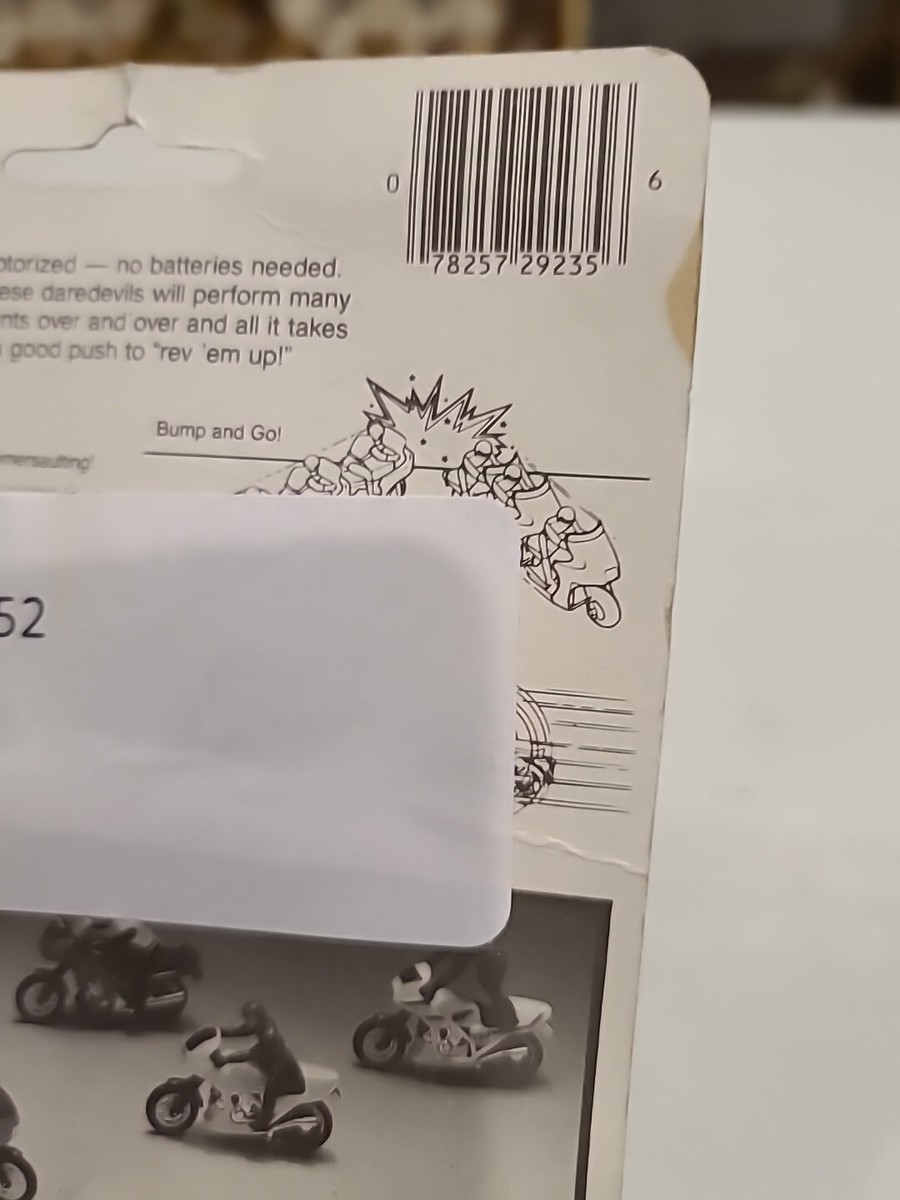 0 78257 29235 6
otorized — no batteries needed.
ese daredevils will perform many
nts over and over and all it takes
good push to "rev 'em up!"
Bump and Go!
mersaulting!
52